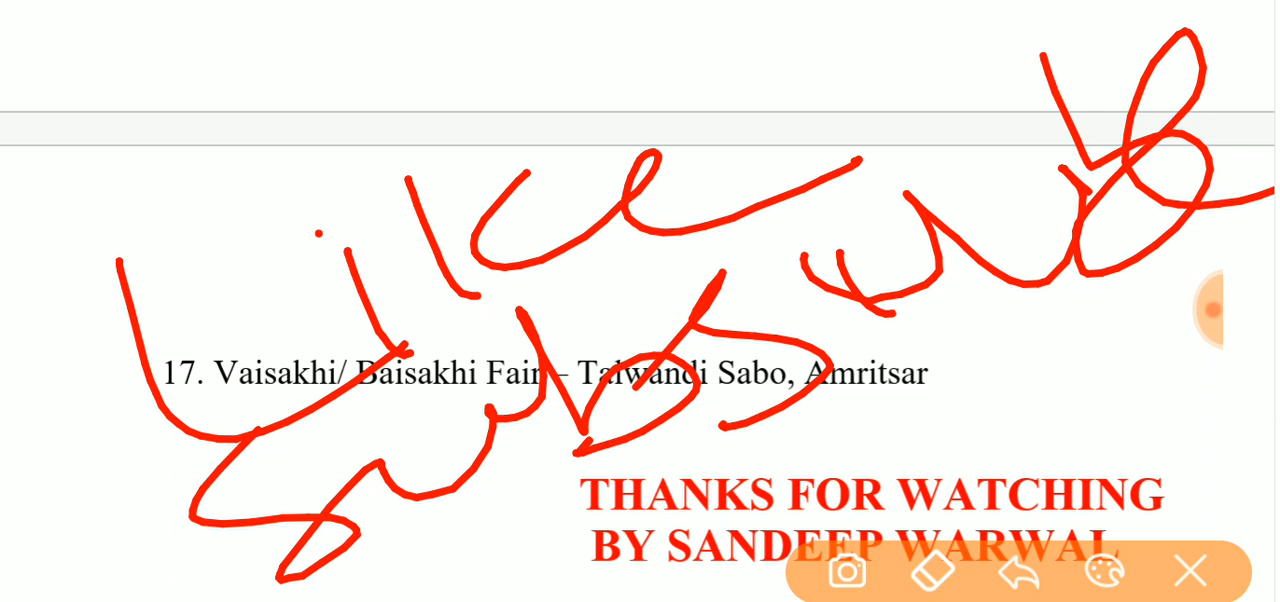 like
subscribe
17. Vaisakhi/ Baisakhi Fair – Talwandi Sabo, Amritsar
THANKS FOR WATCHING
BY SANDEEP WARWAL